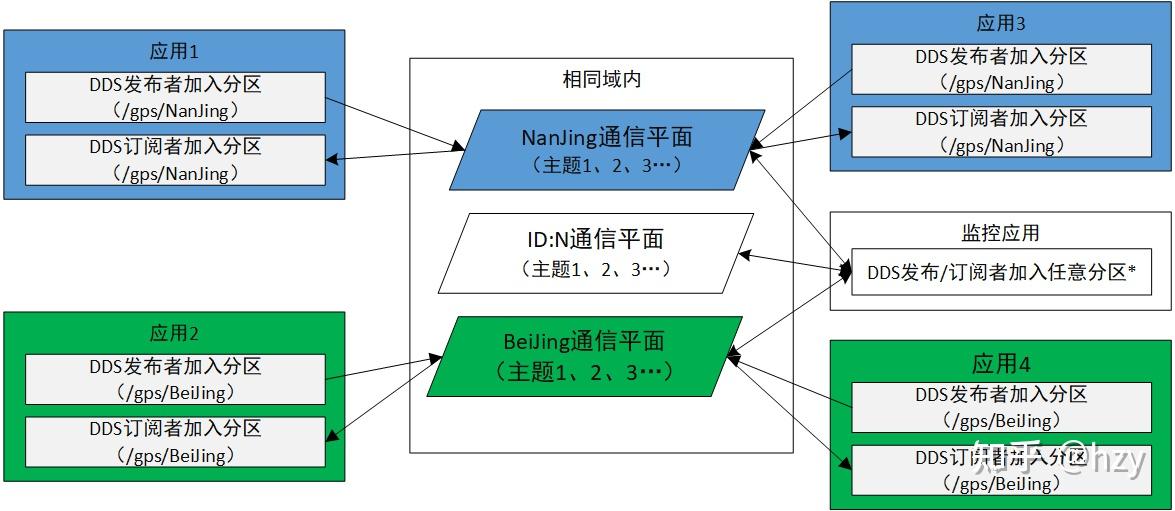 应用1
DDS发布者加入分区
（/gps/NanJing）
DDS订阅者加入分区
（/gps/NanJing）
应用2
DDS发布者加入分区
（/gps/BeiJing）
DDS订阅者加入分区
（/gps/BeiJing）
相同域内
NanJing通信平面
（主题1、2、3…）
ID:N通信平面
（主题1、2、3…）
BeiJing通信平面
（主题1、2、3…）
应用3
DDS发布者加入分区
（/gps/NanJing）
DDS订阅者加入分区
（/gps/NanJing）
监控应用
DDS发布/订阅者加入任意分区*
应用4
DDS发布者加入分区
（/gps/BeiJing）
DDS订阅者加入分区
（/gps/BeiJing）
知乎 @hzy